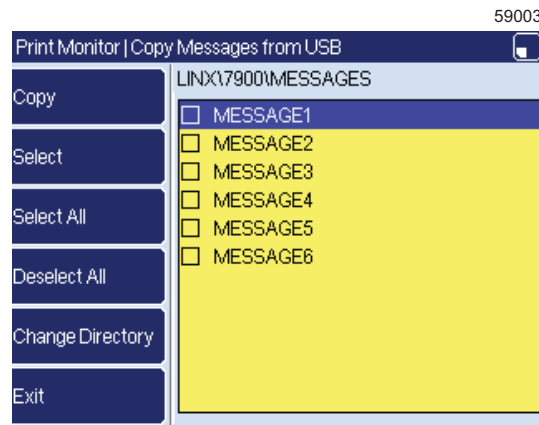 59003
Print Monitor | Copy Messages from USB
LINX\7900\MESSAGES
Copy
Select
Select All
Deselect All
Change Directory
Exit
MESSAGE1
MESSAGE2
MESSAGE3
MESSAGE4
MESSAGE5
MESSAGE6